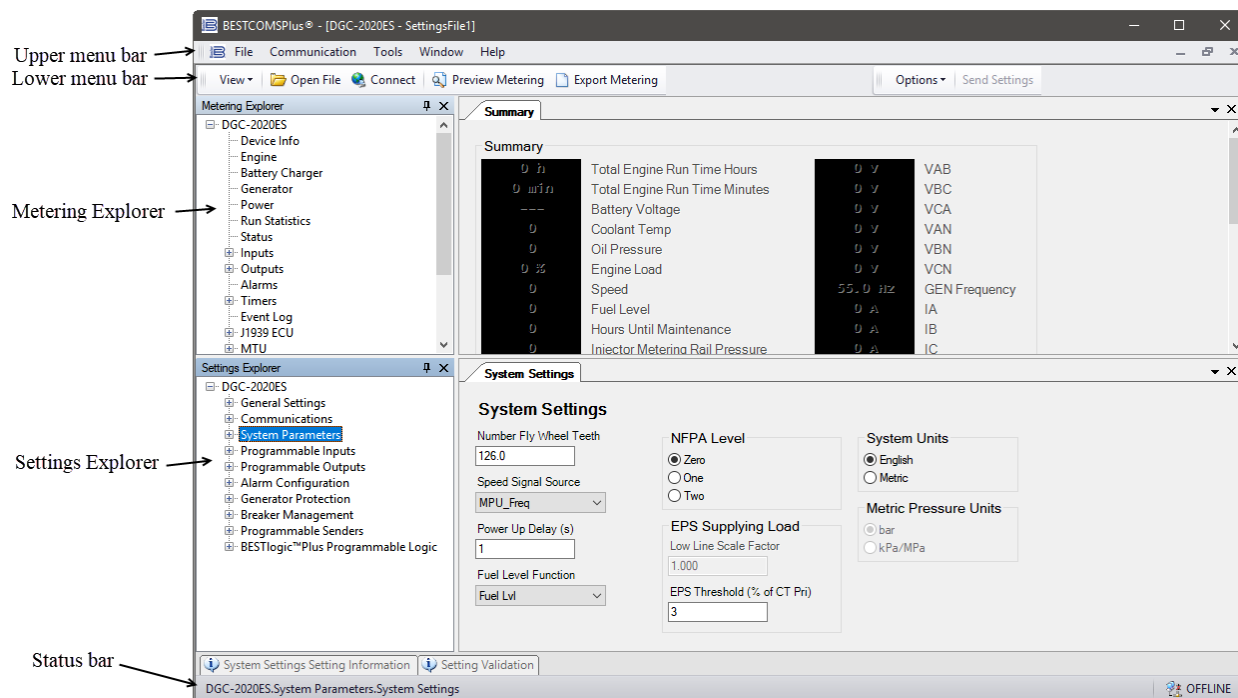 BESTCOMSPlus® - [DGC-2020ES - SettingsFile1]
Upper menu bar
File Communication Tools Window Help
Lower menu bar
View Open File Connect Preview Metering Export Metering Options Send Settings
Metering Explorer
Metering Explorer
DGC-2020ES
Device Info
Engine
Battery Charger
Generator
Power
Run Statistics
Status
Inputs
Outputs
Alarms
Timers
Event Log
J1939 ECU
MTU
Summary
Summary
0 h Total Engine Run Time Hours 0 V VAB
0 min Total Engine Run Time Minutes 0 V VBC
--- Battery Voltage 0 V VCA
0 Coolant Temp 0 V VAN
0 Oil Pressure 0 V VBN
0 % Engine Load 0 V VCN
0 Speed 55.0 Hz GEN Frequency
0 Fuel Level 0 A IA
0 Hours Until Maintenance 0 A IB
0 Injector Metering Rail Pressure 0 A IC
Settings Explorer
Settings Explorer
DGC-2020ES
General Settings
Communications
System Parameters
Programmable Inputs
Programmable Outputs
Alarm Configuration
Generator Protection
Breaker Management
Programmable Senders
BESTlogic™Plus Programmable Logic
System Settings
System Settings
Number Fly Wheel Teeth
126.0
Speed Signal Source
MPU_Freq
Power Up Delay (s)
1
Fuel Level Function
Fuel Lvl
NFPA Level
Zero
One
Two
EPS Supplying Load
Low Line Scale Factor
1.000
EPS Threshold (% of CT Pri)
3
System Units
English
Metric
Metric Pressure Units
bar
kPa/MPa
System Settings Setting Information Setting Validation
Status bar
DGC-2020ES.System Parameters.System Settings OFFLINE